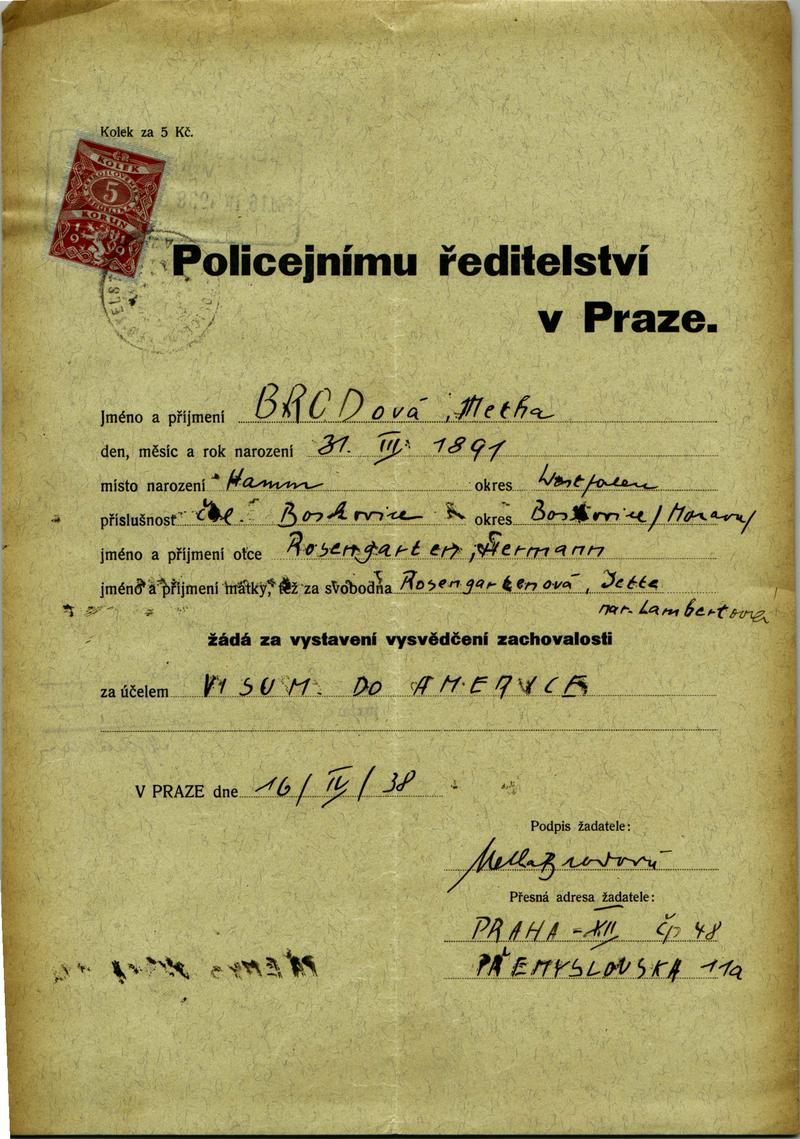 Kolek za 5 Kč.
KOLEK
5
KORUN
Policejnímu ředitelství
v Praze.
Jméno a příjmení BRODová, Metha
den, měsíc a rok narození 31. III. 1891
místo narození Hamm okres Westfalen
příslušnost Čsl. Boskovice okres Boskovice/Morava/
jméno a příjmení otce Rosengarten, Hermann
jméno a příjmení matky, též za svobodna Rosengartenová, Jette
nar. Lambertova
žádá za vystavení vysvědčení zachovalosti
za účelem VISUM. DO AMERYCE
V PRAZE dne 16/IV/38
Podpis žadatele:
Přesná adresa žadatele:
PRAHA-XII čp 48
PŘEMYSLOVSKA 11a